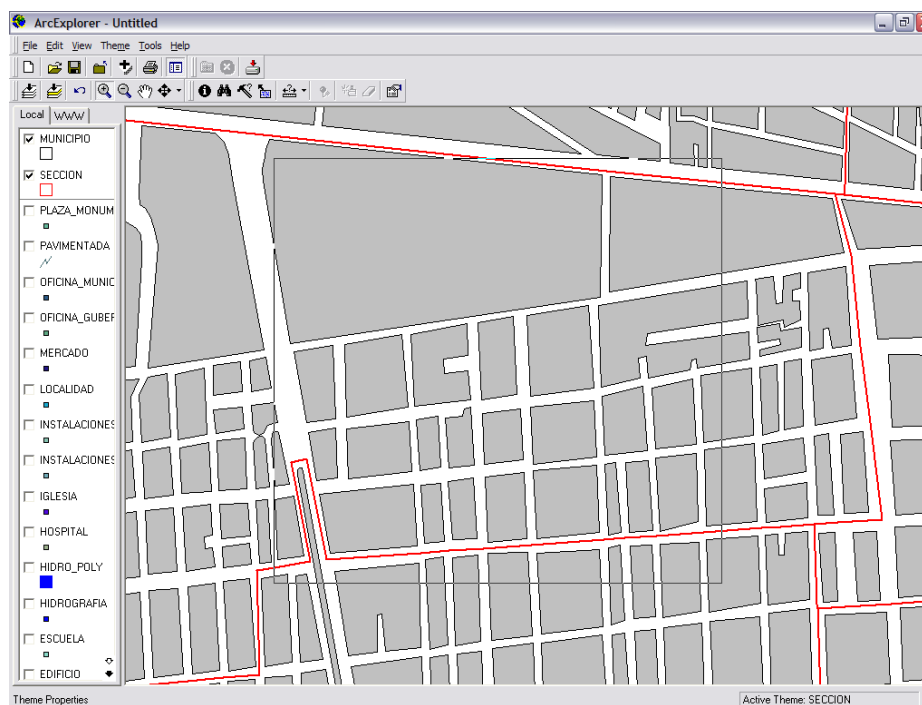 ArcExplorer - Untitled
File Edit View Theme Tools Help
Local WWW
MUNICIPIO
SECCION
PLAZA_MONUM
PAVIMENTADA
OFICINA_MUNIC
OFICINA_GUBER
MERCADO
LOCALIDAD
INSTALACIONES
INSTALACIONES
IGLESIA
HOSPITAL
HIDRO_POLY
HIDROGRAFIA
ESCUELA
EDIFICIO
Theme Properties
Active Theme: SECCION